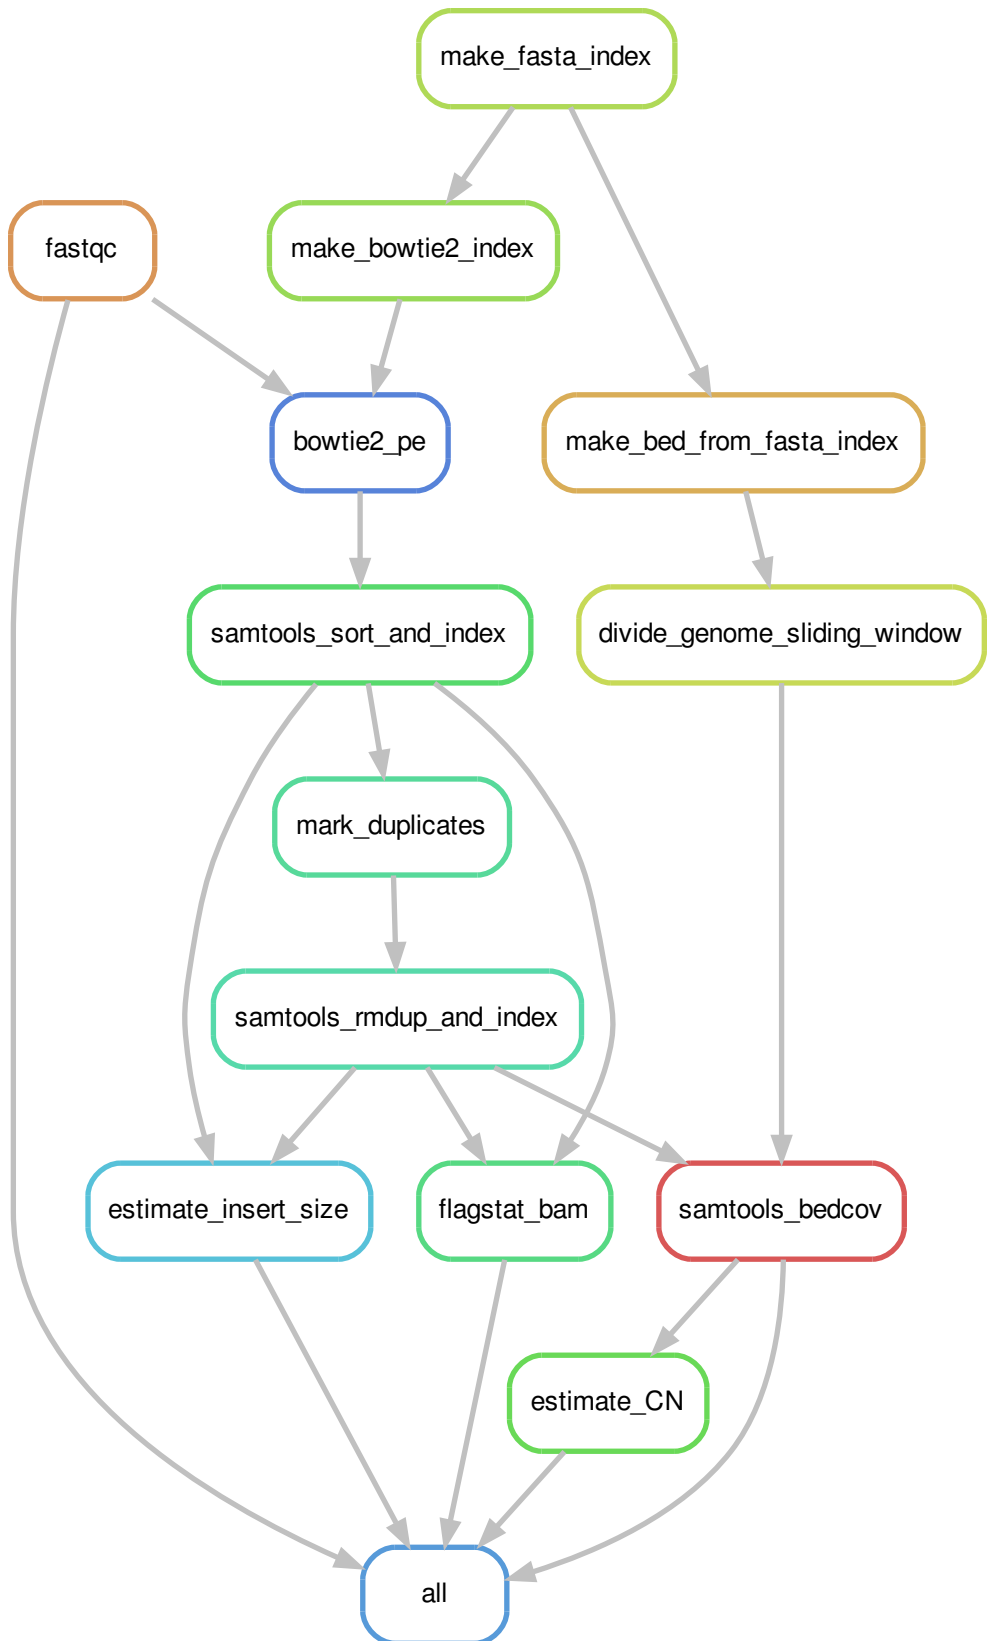 make_fasta_index
fastqc
make_bowtie2_index
bowtie2_pe
make_bed_from_fasta_index
samtools_sort_and_index
divide_genome_sliding_window
mark_duplicates
samtools_rmdup_and_index
estimate_insert_size
flagstat_bam
samtools_bedcov
estimate_CN
all